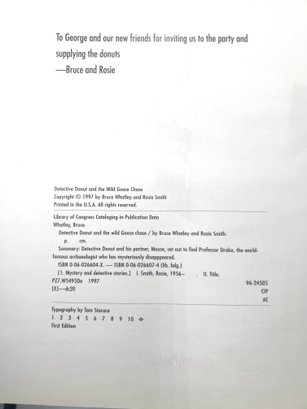 To George and our new friends for inviting us to the party and
supplying the donuts
—Bruce and Rosie
Detective Donut and the Wild Goose Chase
Copyright © 1997 by Bruce Whatley and Rosie Smith
Printed in the U.S.A. All rights reserved.
Library of Congress Cataloging-in-Publication Data
Whatley, Bruce.
Detective Donut and the wild goose chase / by Bruce Whatley and Rosie Smith.
p. cm.
Summary: Detective Donut and his partner, Mouse, set out to find Professor Drake, the world-
famous archaeologist who has mysteriously disappeared.
ISBN 0-06-026604-X. — ISBN 0-06-026607-4 (lib. bdg.)
[1. Mystery and detective stories.] I. Smith, Rosie, 1956– . II. Title.
PZ7.W5495De 1997 96-24505
[E]—dc20 CIP
AC
Typography by Tom Starace
1 2 3 4 5 6 7 8 9 10 ❖
First Edition